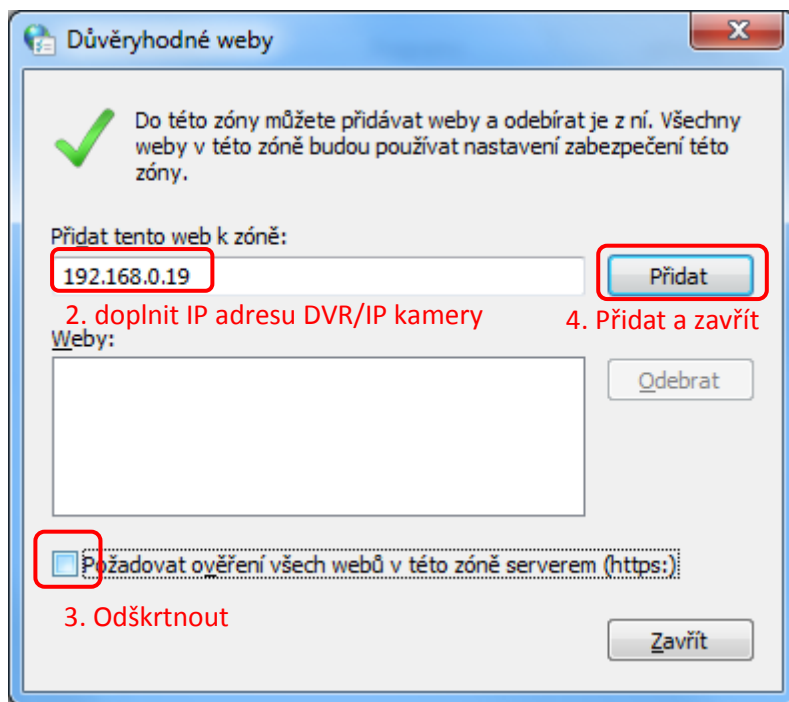 Důvěryhodné weby
x
Do této zóny můžete přidávat weby a odebírat je z ní. Všechny
weby v této zóně budou používat nastavení zabezpečení této
zóny.
Přidat tento web k zóně:
192.168.0.19
Přidat
2. doplnit IP adresu DVR/IP kamery
4. Přidat a zavřít
Weby:
Odebrat
Požadovat ověření všech webů v této zóně serverem (https:)
3. Odškrtnout
Zavřít